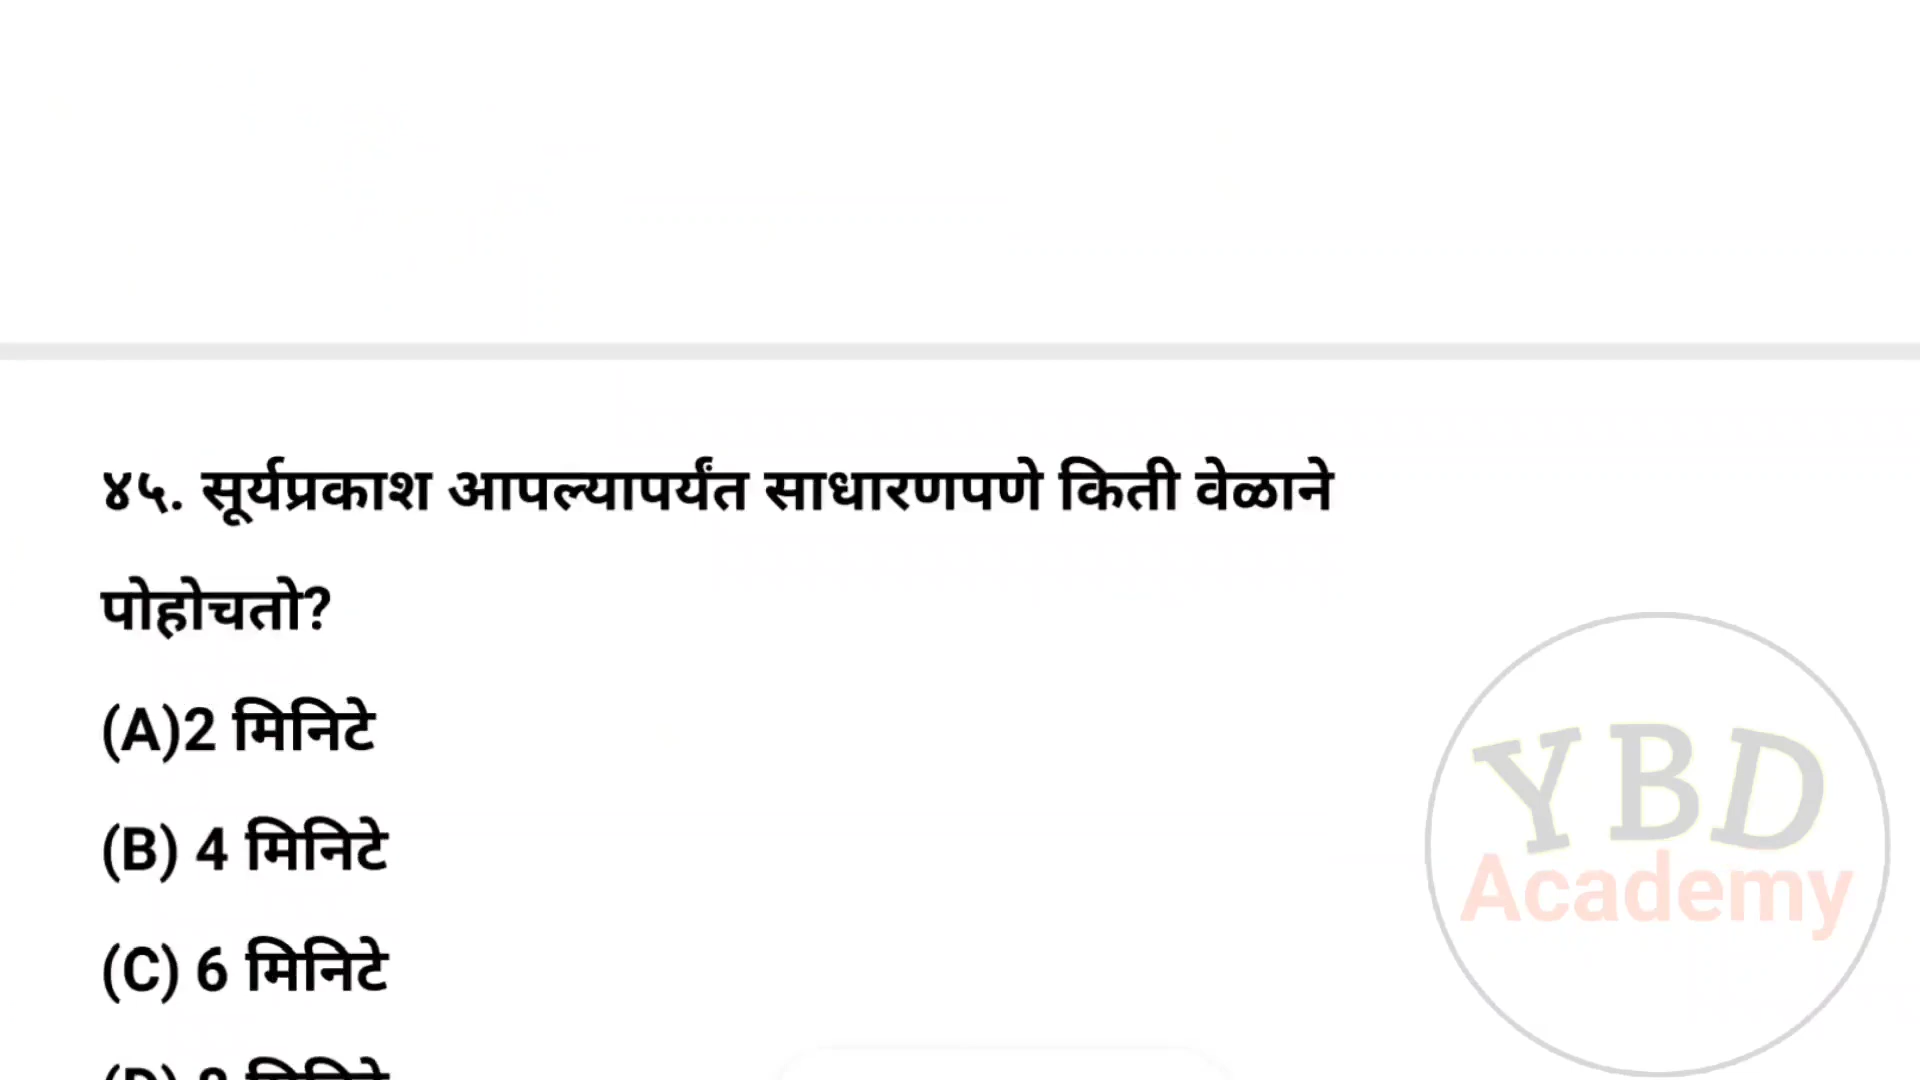 ४५. सूर्यप्रकाश आपल्यापर्यंत साधारणपणे किती वेळाने
पोहोचतो?
(A)2 मिनिटे
(B) 4 मिनिटे
(C) 6 मिनिटे
YBD
Academy